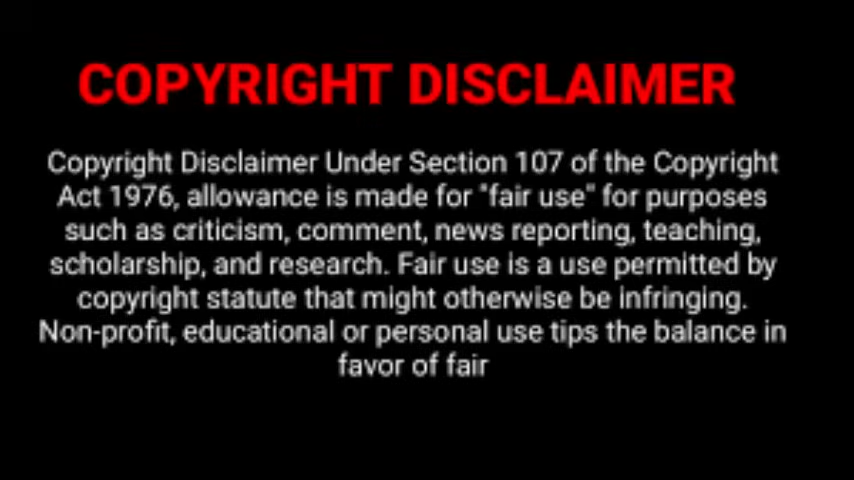 COPYRIGHT DISCLAIMER
Copyright Disclaimer Under Section 107 of the Copyright
Act 1976, allowance is made for "fair use" for purposes
such as criticism, comment, news reporting, teaching,
scholarship, and research. Fair use is a use permitted by
copyright statute that might otherwise be infringing.
Non-profit, educational or personal use tips the balance in
favor of fair